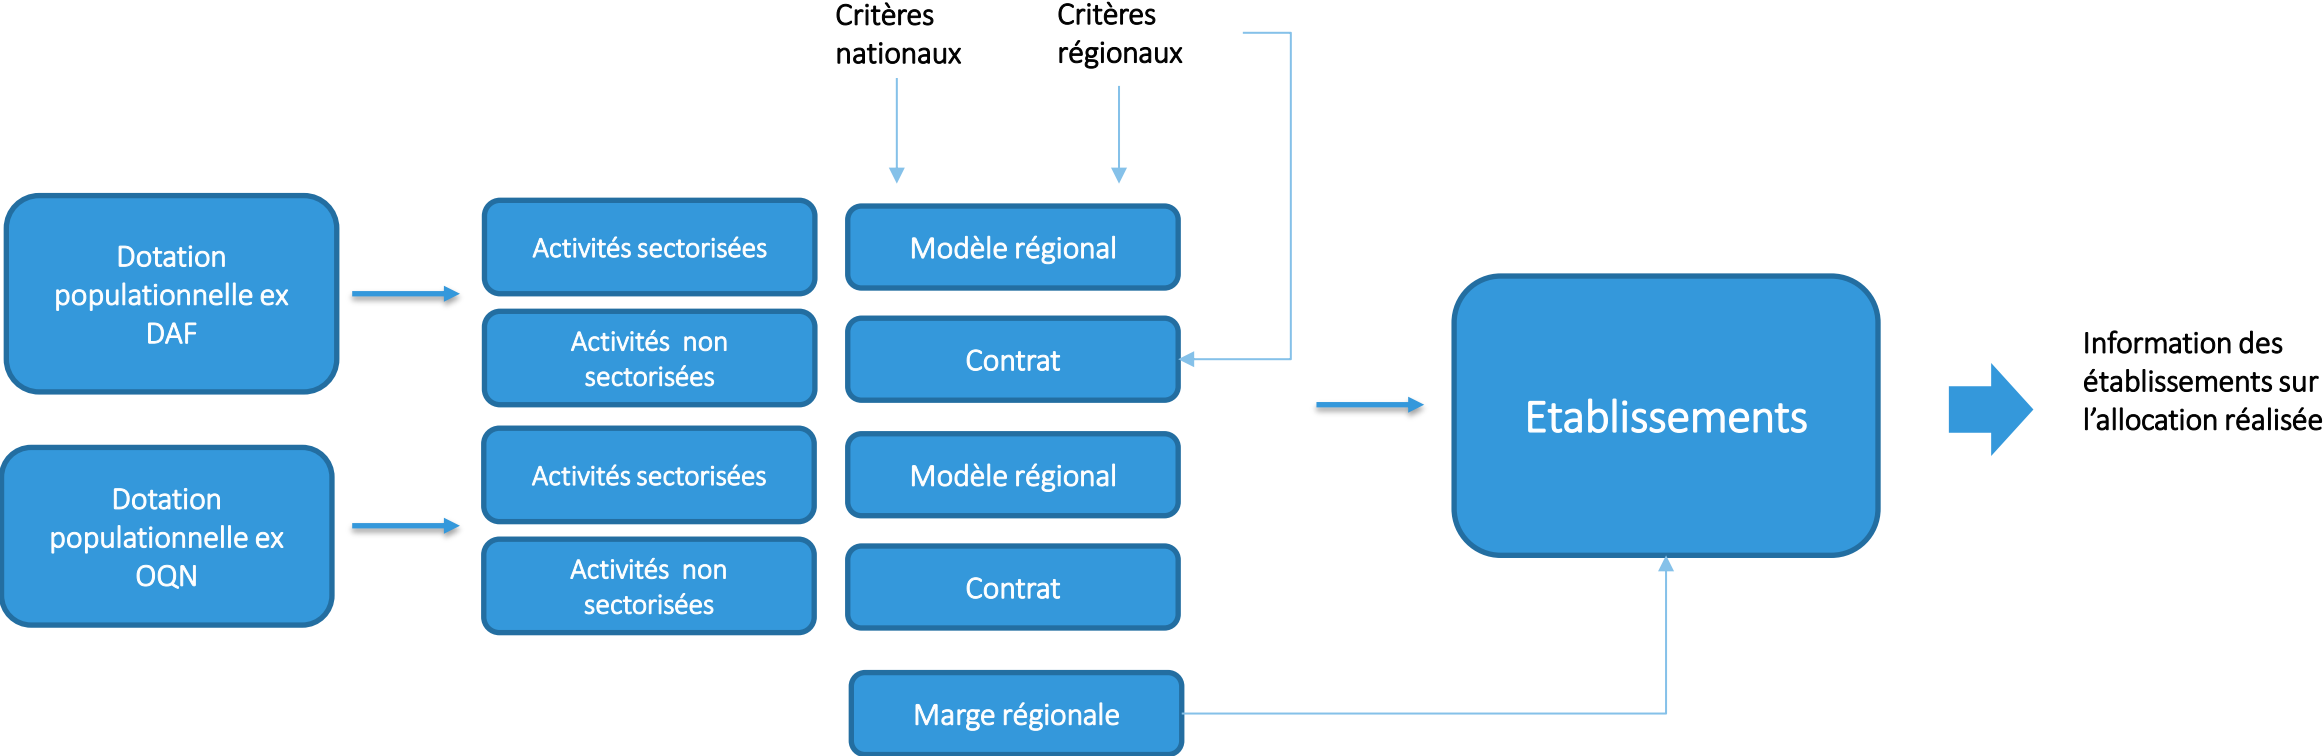 Critères
nationaux
Critères
régionaux
Dotation
populationnelle ex
DAF
Activités sectorisées
Modèle régional
Activités non
sectorisées
Contrat
Dotation
populationnelle ex
OQN
Activités sectorisées
Modèle régional
Activités non
sectorisées
Contrat
Marge régionale
Etablissements
Information des
établissements sur
l’allocation réalisée